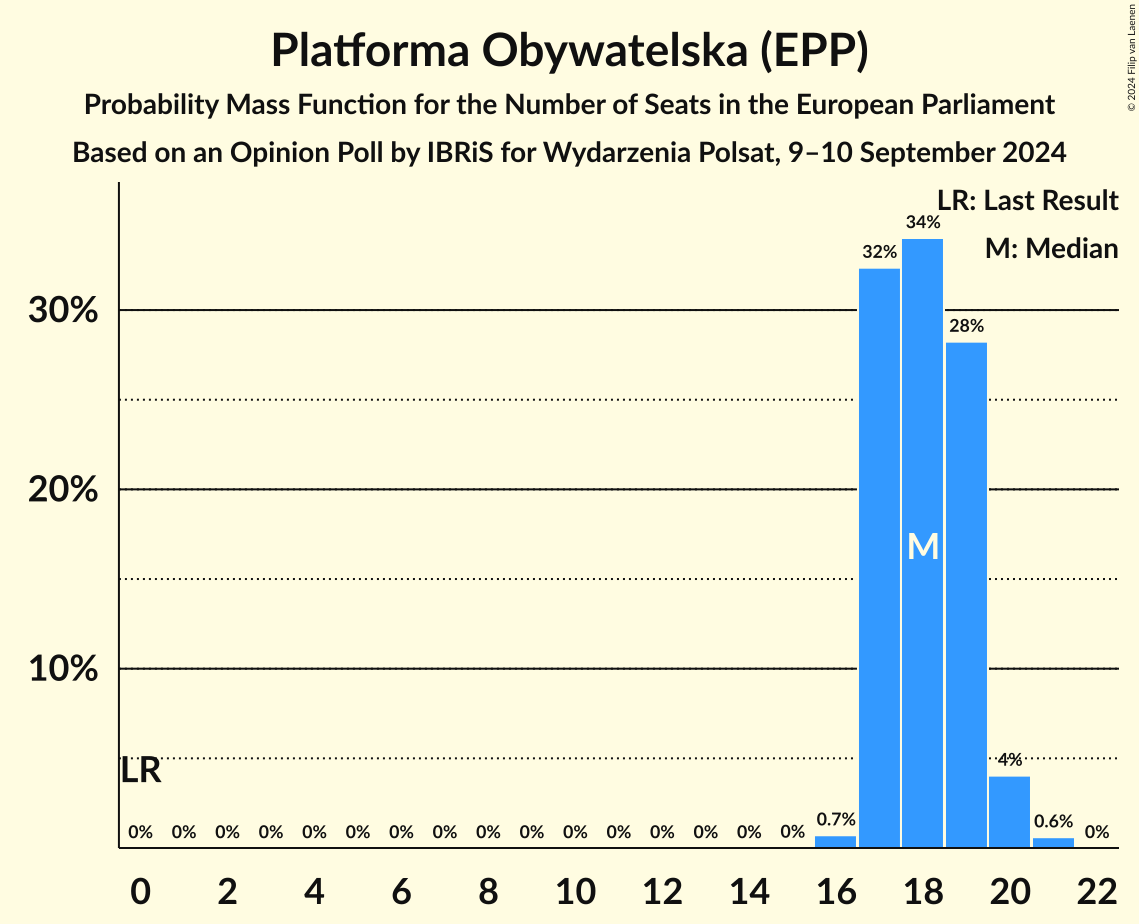 Platforma Obywatelska (EPP)
Probability Mass Function for the Number of Seats in the European Parliament
Based on an Opinion Poll by IBRiS for Wydarzenia Polsat, 9–10 September 2024
© 2024 Filip van Laenen
LR: Last Result
M: Median
34%
32%
30%
28%
20%
M
10%
LR
4%
0% 0% 0% 0% 0% 0% 0% 0% 0% 0% 0% 0% 0% 0% 0% 0% 0.7% 0.6% 0%
0 2 4 6 8 10 12 14 16 18 20 22